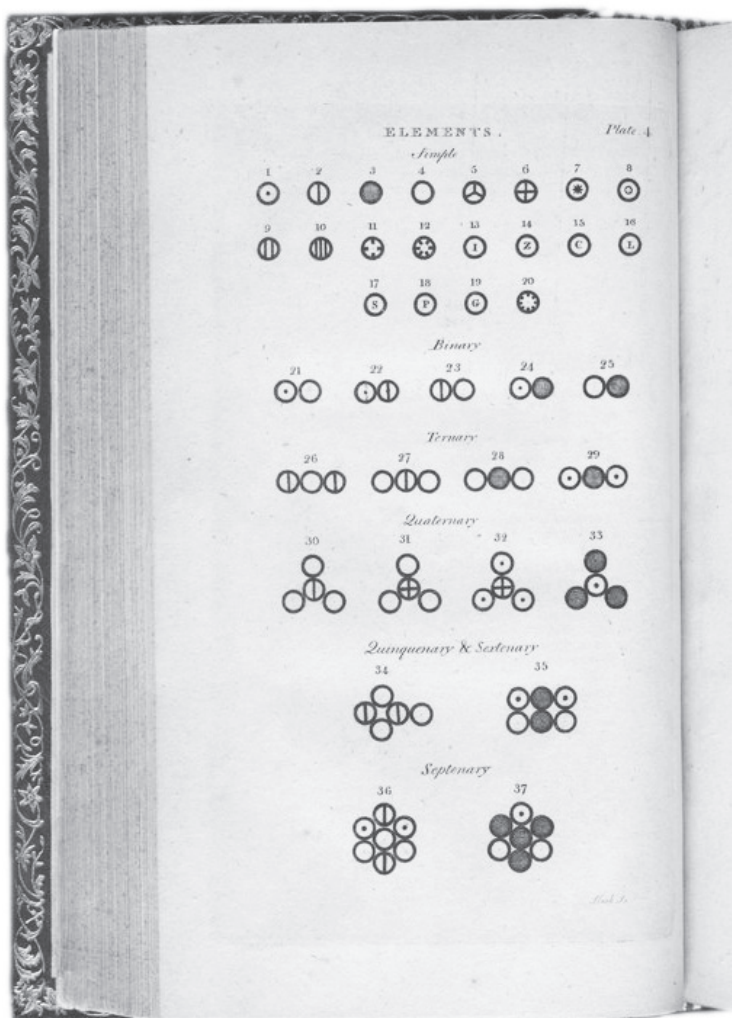 ELEMENTS. Plate 4
Simple
1 2 3 4 5 6 7 8
9 10 11 12 13 14 15 16
I Z C L
17 18 19 20
S P G
Binary
21 22 23 24 25
Ternary
26 27 28 29
Quaternary
30 31 32 33
Quinquenary & Sextenary
34 35
Septenary
36 37